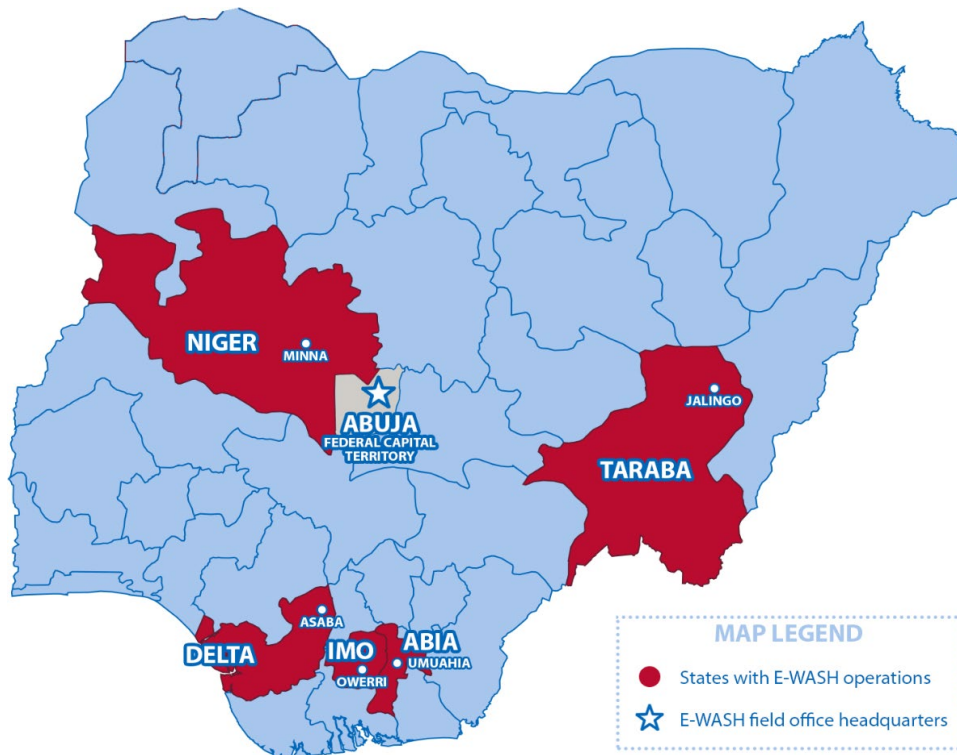 NIGER
MINNA
ABUJA
FEDERAL CAPITAL
TERRITORY
JALINGO
TARABA
ASABA
DELTA
IMO
OWERRI
ABIA
UMUAHIA
MAP LEGEND
States with E-WASH operations
E-WASH field office headquarters